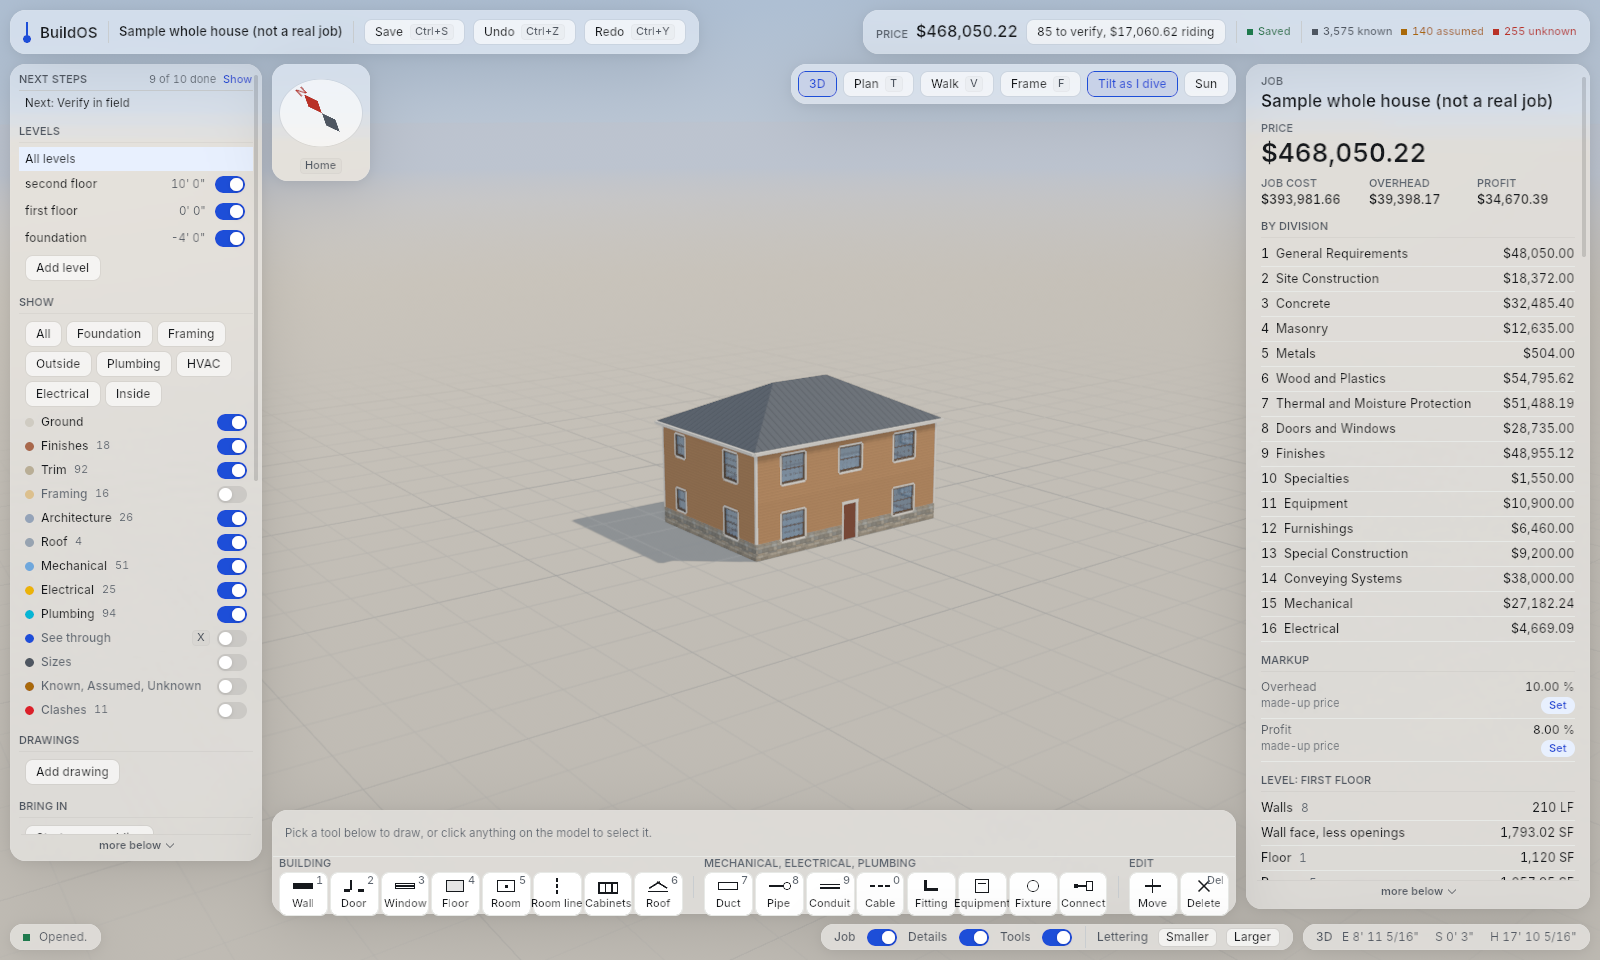 BuildOS
Sample whole house (not a real job)
Save Ctrl+S
Undo Ctrl+Z
Redo Ctrl+Y
PRICE $468,050.22
85 to verify, $17,060.62 riding
Saved
3,575 known
140 assumed
255 unknown
NEXT STEPS 9 of 10 done Show
Next: Verify in field
LEVELS
All levels
second floor 10' 0"
first floor 0' 0"
foundation -4' 0"
Add level
SHOW
All Foundation Framing
Outside Plumbing HVAC
Electrical Inside
Ground
Finishes 18
Trim 92
Framing 16
Architecture 26
Roof 4
Mechanical 51
Electrical 25
Plumbing 94
See through X
Sizes
Known, Assumed, Unknown
Clashes 11
DRAWINGS
Add drawing
BRING IN
more below
N
Home
3D
Plan T
Walk V
Frame F
Tilt as I dive
Sun
JOB
Sample whole house (not a real job)
PRICE
$468,050.22
JOB COST OVERHEAD PROFIT
$393,981.66 $39,398.17 $34,670.39
BY DIVISION
1 General Requirements $48,050.00
2 Site Construction $18,372.00
3 Concrete $32,485.40
4 Masonry $12,635.00
5 Metals $504.00
6 Wood and Plastics $54,795.62
7 Thermal and Moisture Protection $51,488.19
8 Doors and Windows $28,735.00
9 Finishes $48,955.12
10 Specialties $1,550.00
11 Equipment $10,900.00
12 Furnishings $6,460.00
13 Special Construction $9,200.00
14 Conveying Systems $38,000.00
15 Mechanical $27,182.24
16 Electrical $4,669.09
MARKUP
Overhead 10.00 %
made-up price Set
Profit 8.00 %
made-up price Set
LEVEL: FIRST FLOOR
Walls 8 210 LF
Wall face, less openings 1,793.02 SF
Floor 1 1,120 SF
more below
Pick a tool below to draw, or click anything on the model to select it.
BUILDING
1 Wall
2 Door
3 Window
4 Floor
5 Room
Room line
Cabinets
6 Roof
MECHANICAL, ELECTRICAL, PLUMBING
7 Duct
8 Pipe
9 Conduit
0 Cable
Fitting
Equipment
Fixture
Connect
EDIT
Move
Del Delete
Opened.
Job
Details
Tools
Lettering Smaller Larger
3D E 8' 11 5/16" S 0' 3" H 17' 10 5/16"